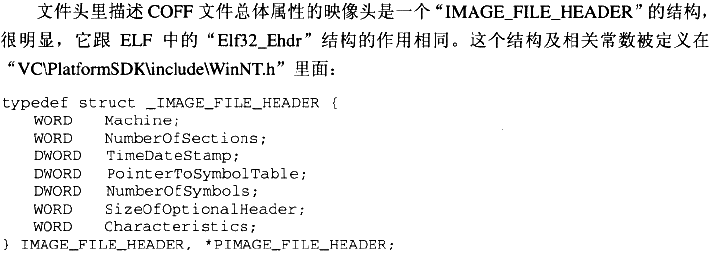 文件头里描述 COFF 文件总体属性的映像头是一个“IMAGE_FILE_HEADER”的结构，
很明显，它跟 ELF 中的“Elf32_Ehdr”结构的作用相同。这个结构及相关常数被定义在
“VC\PlatformSDK\include\WinNT.h”里面：
typedef struct _IMAGE_FILE_HEADER {
WORD Machine;
WORD NumberOfSections;
DWORD TimeDateStamp;
DWORD PointerToSymbolTable;
DWORD NumberOfSymbols;
WORD SizeOfOptionalHeader;
WORD Characteristics;
} IMAGE_FILE_HEADER, *PIMAGE_FILE_HEADER;